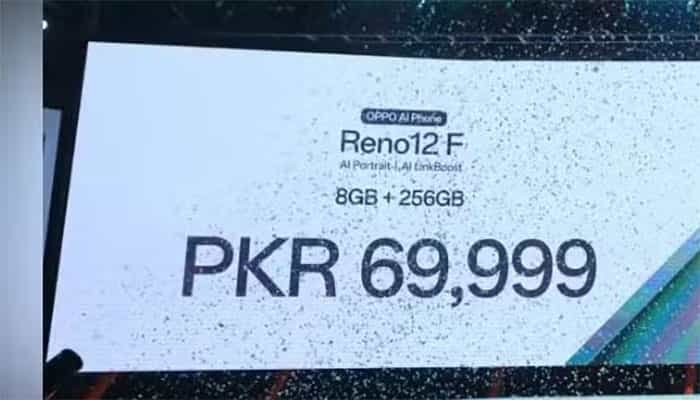 OPPO AI Phone
Reno12 F
AI Portrait | AI LinkBoost
8GB + 256GB
PKR 69,999